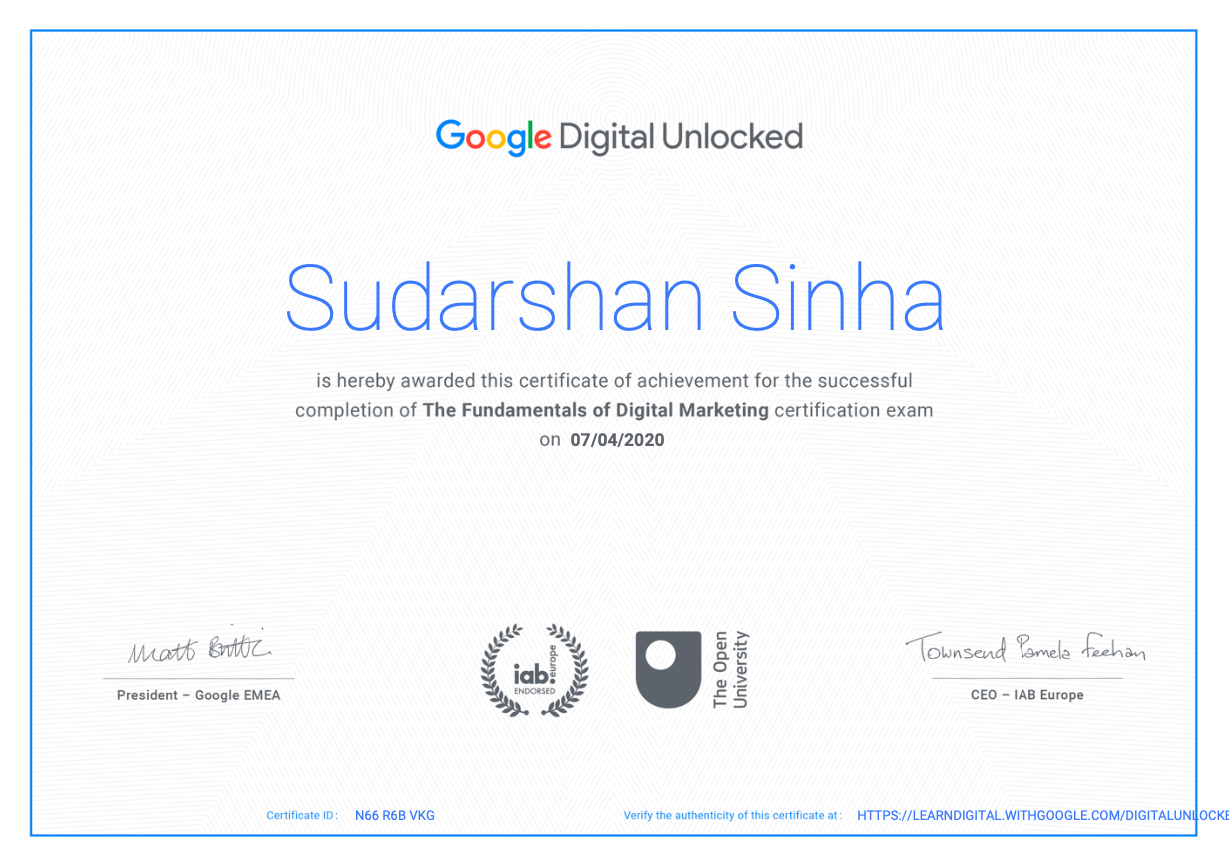 Google Digital Unlocked
Sudarshan Sinha
is hereby awarded this certificate of achievement for the successful
completion of The Fundamentals of Digital Marketing certification exam
on 07/04/2020
Matt Brittin
President – Google EMEA
iab.europe
ENDORSED
The Open
University
Townsend Pamela Feehan
CEO – IAB Europe
Certificate ID: N66 R6B VKG
Verify the authenticity of this certificate at: HTTPS://LEARNDIGITAL.WITHGOOGLE.COM/DIGITALUNLOCKE